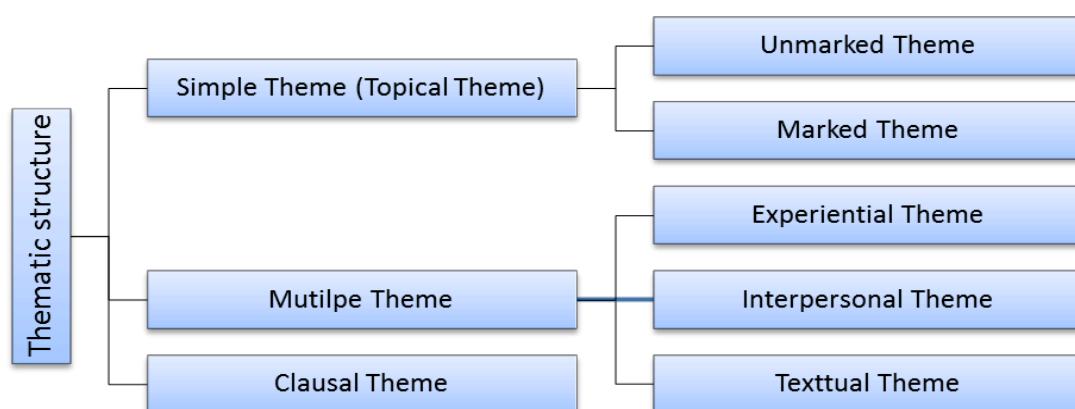 Thematic structure
Simple Theme (Topical Theme)
Unmarked Theme
Marked Theme
Mutilpe Theme
Experiential Theme
Interpersonal Theme
Texttual Theme
Clausal Theme